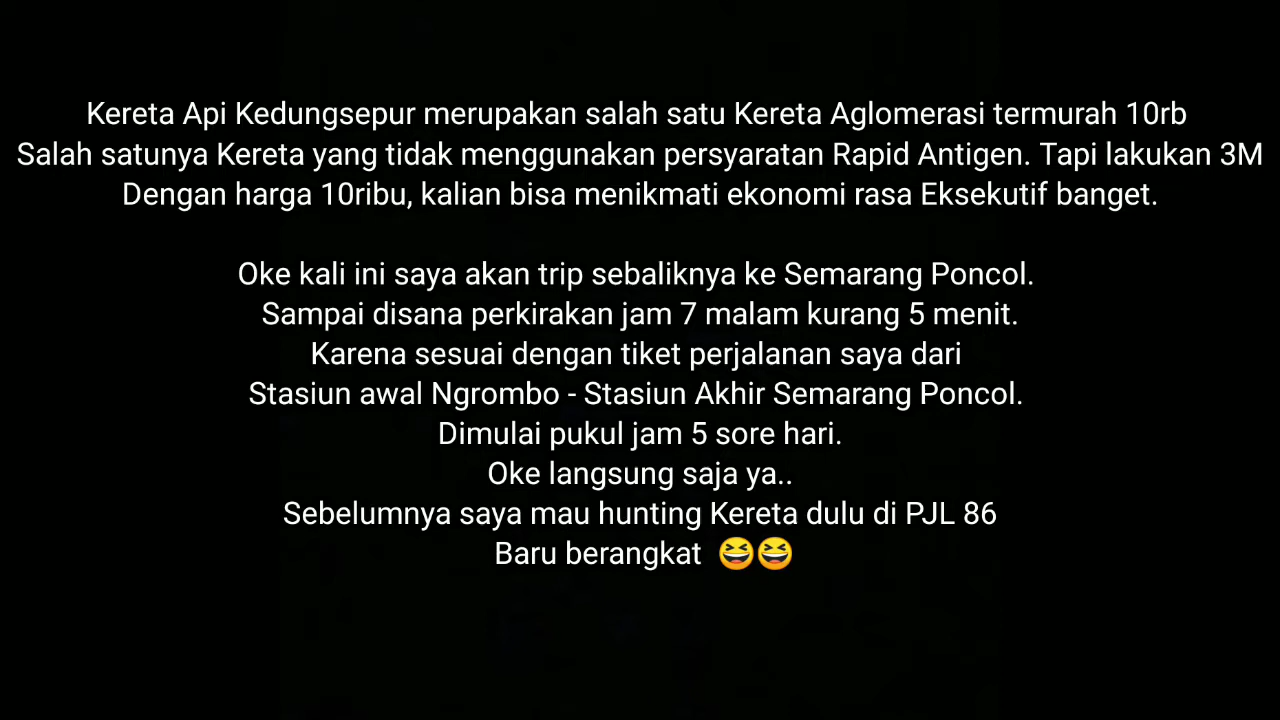 Kereta Api Kedungsepur merupakan salah satu Kereta Aglomerasi termurah 10rb
Salah satunya Kereta yang tidak menggunakan persyaratan Rapid Antigen. Tapi lakukan 3M
Dengan harga 10ribu, kalian bisa menikmati ekonomi rasa Eksekutif banget.
Oke kali ini saya akan trip sebaliknya ke Semarang Poncol.
Sampai disana perkirakan jam 7 malam kurang 5 menit.
Karena sesuai dengan tiket perjalanan saya dari
Stasiun awal Ngrombo - Stasiun Akhir Semarang Poncol.
Dimulai pukul jam 5 sore hari.
Oke langsung saja ya..
Sebelumnya saya mau hunting Kereta dulu di PJL 86
Baru berangkat 😆😆